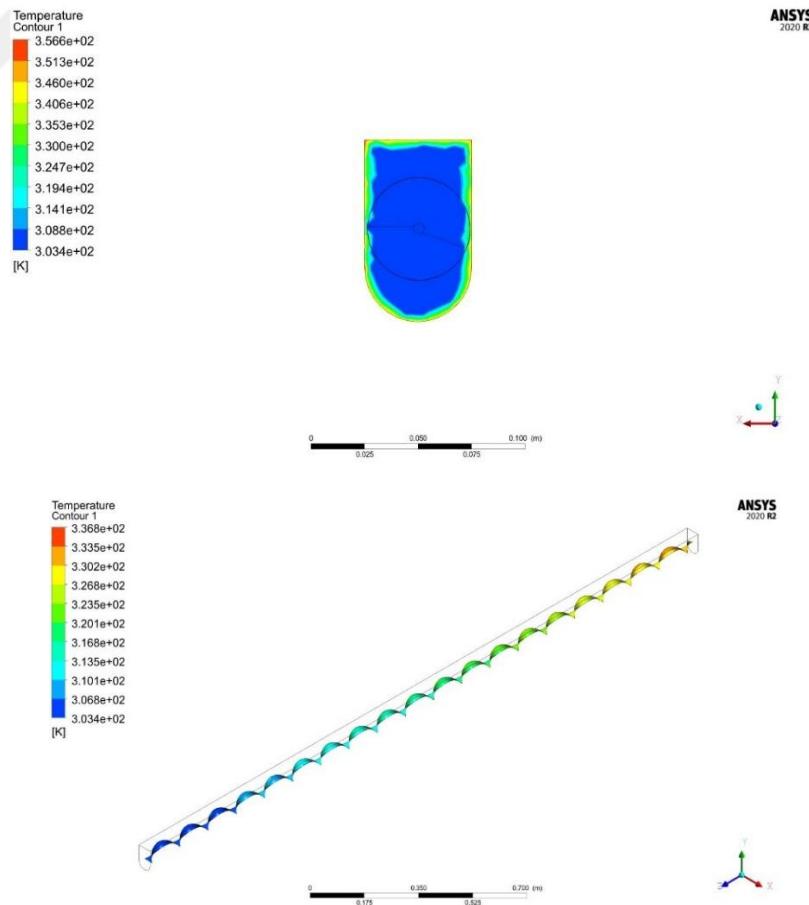 Temperature
Contour 1
3.566e+02
3.513e+02
3.460e+02
3.406e+02
3.353e+02
3.300e+02
3.247e+02
3.194e+02
3.141e+02
3.088e+02
3.034e+02
[K]
ANSYS
2020 R2
Y
X
0 0.050 0.100 (m)
0.025 0.075
Temperature
Contour 1
3.368e+02
3.335e+02
3.302e+02
3.268e+02
3.235e+02
3.201e+02
3.168e+02
3.135e+02
3.101e+02
3.068e+02
3.034e+02
[K]
ANSYS
2020 R2
Y
Z X
0 0.350 0.700 (m)
0.175 0.525